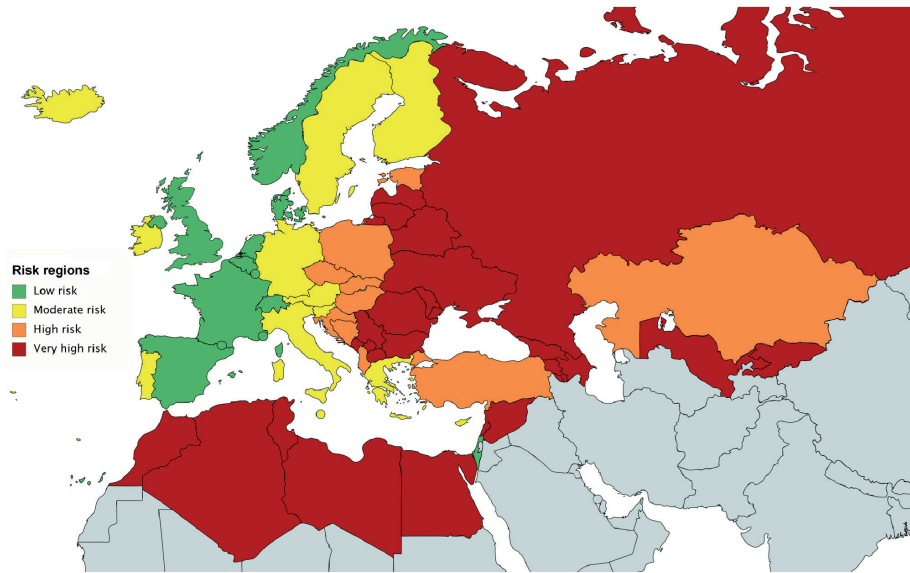 Risk regions
Low risk
Moderate risk
High risk
Very high risk